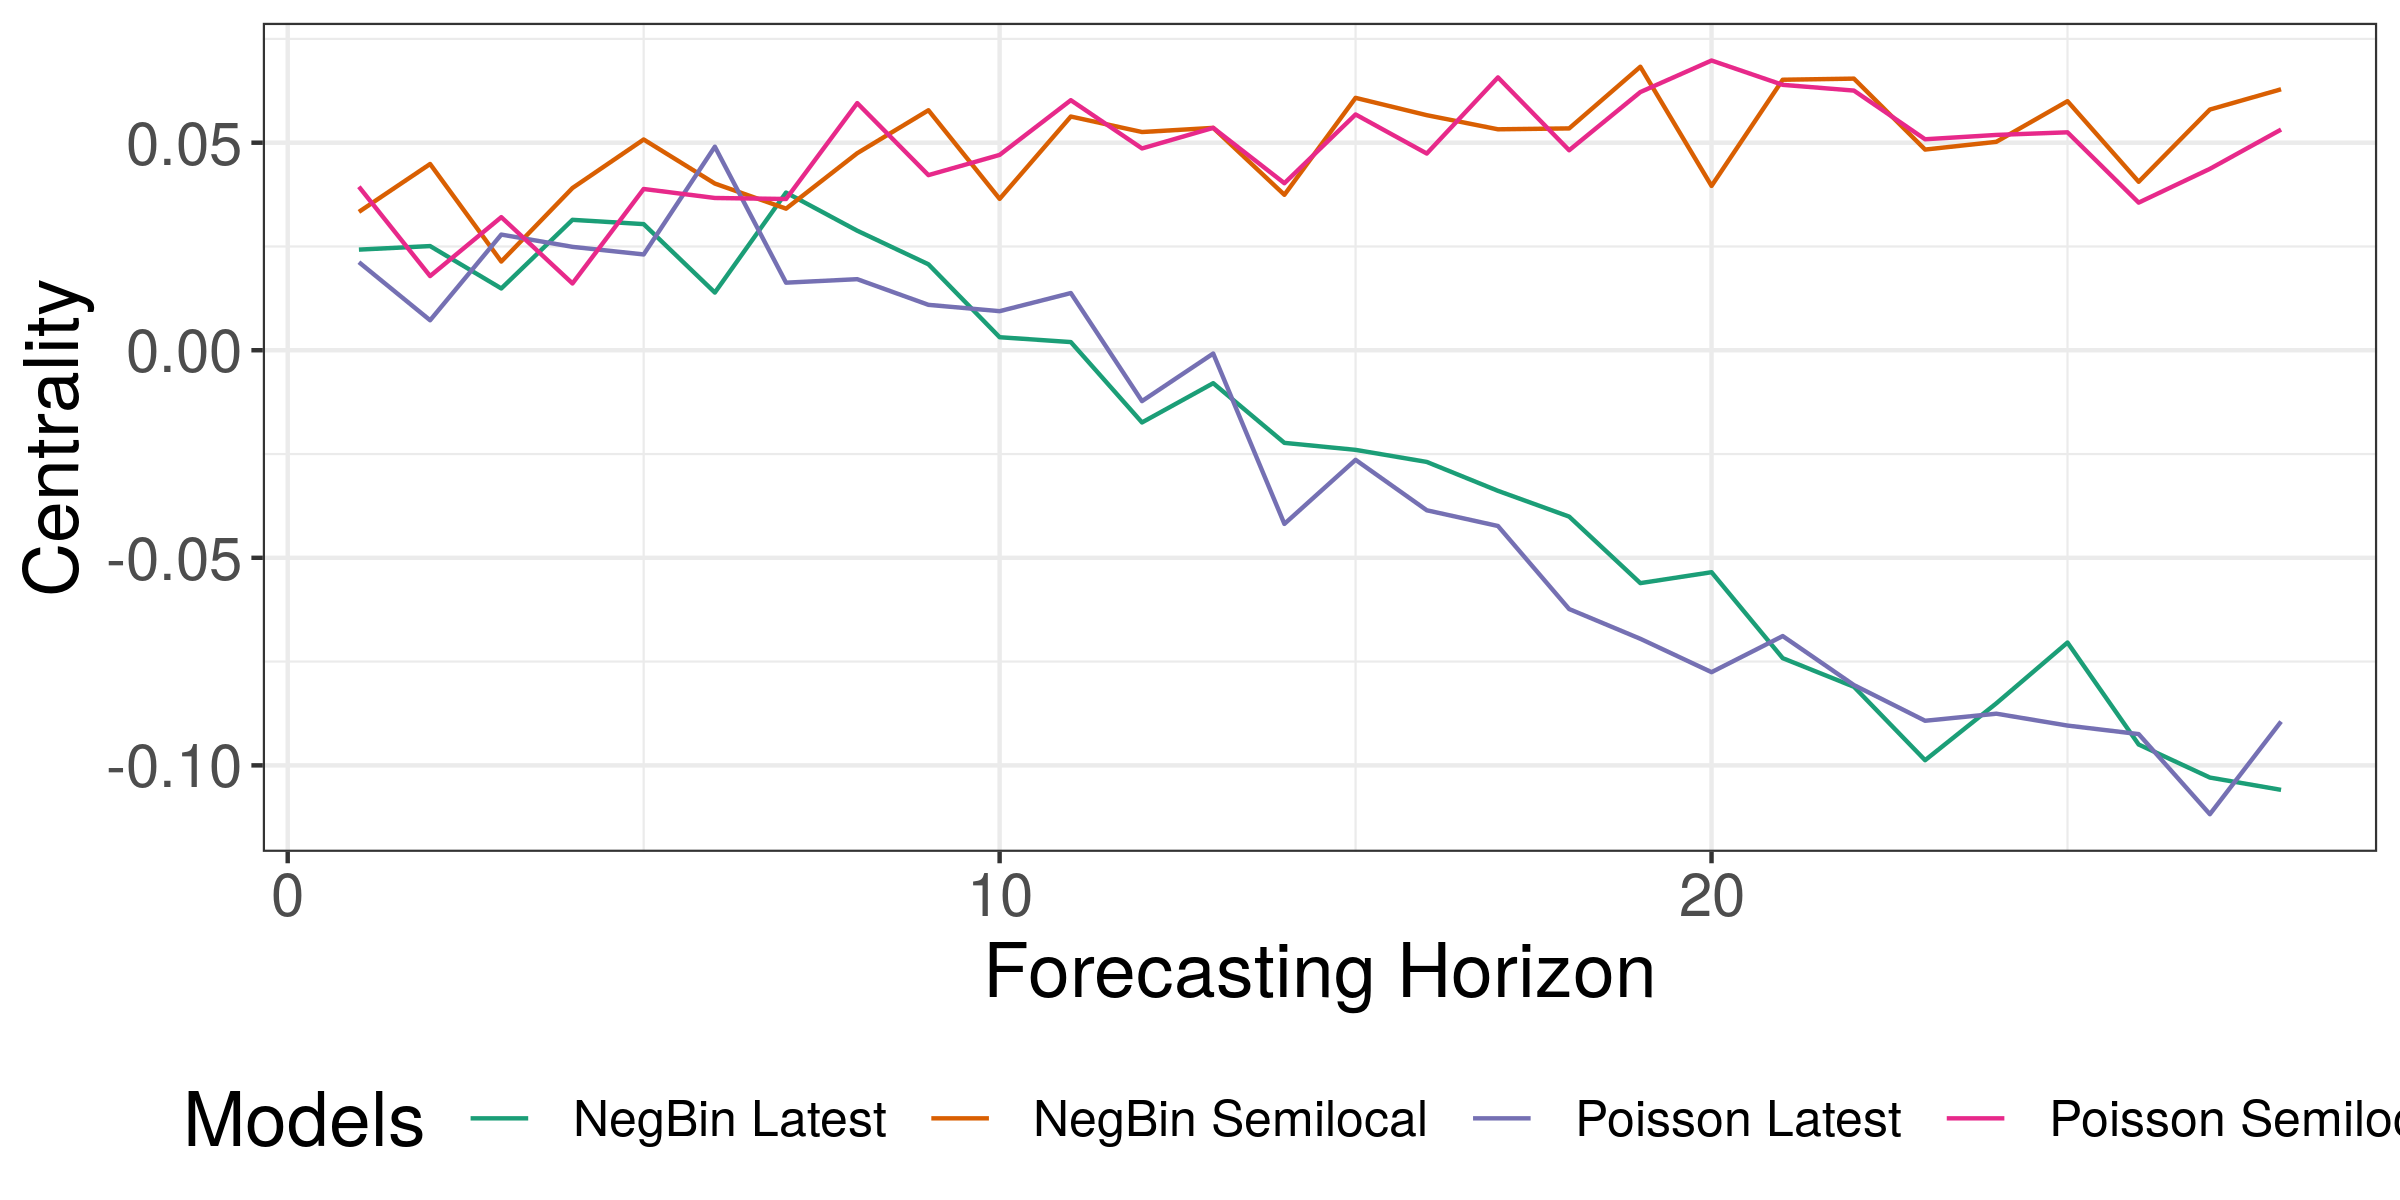 Centrality
0.05
0.00
-0.05
-0.10
0 10 20
Forecasting Horizon
Models NegBin Latest NegBin Semilocal Poisson Latest Poisson